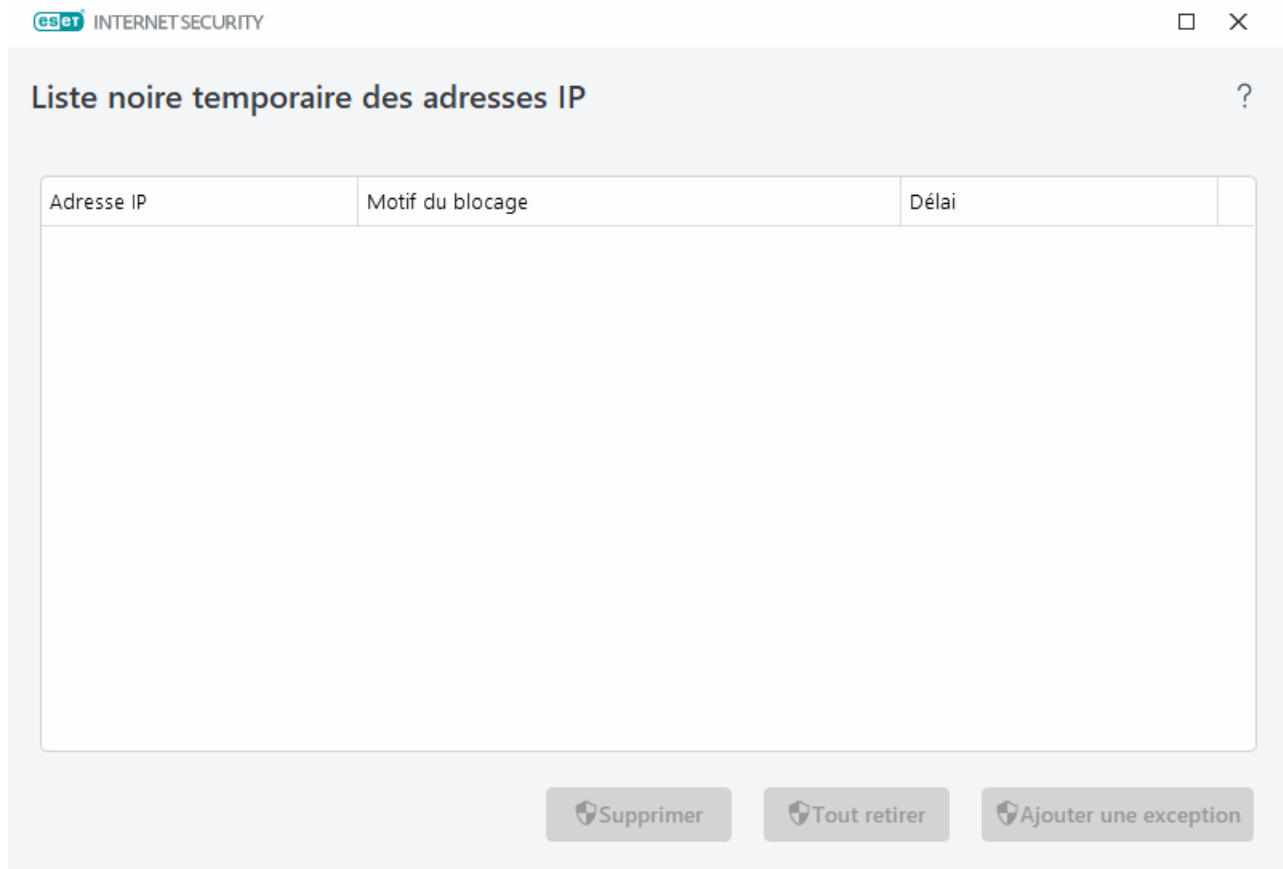 eset INTERNET SECURITY
Liste noire temporaire des adresses IP
?
Adresse IP Motif du blocage Délai
Supprimer Tout retirer Ajouter une exception